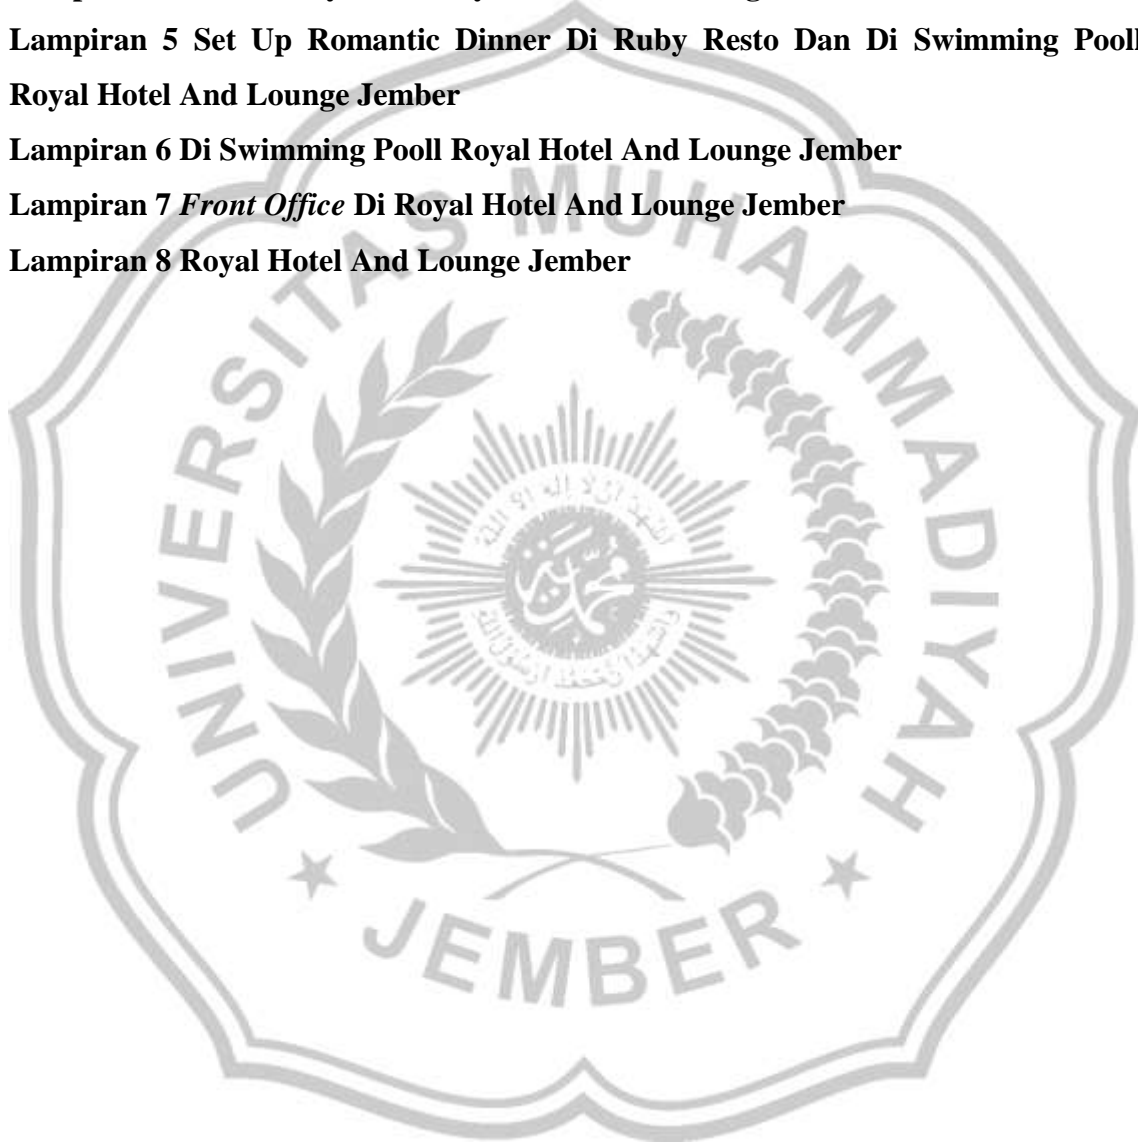 Lampiran 5 Set Up Romantic Dinner Di Ruby Resto Dan Di Swimming Pooll
Royal Hotel And Lounge Jember
Lampiran 6 Di Swimming Pooll Royal Hotel And Lounge Jember
Lampiran 7 Front Office Di Royal Hotel And Lounge Jember
Lampiran 8 Royal Hotel And Lounge Jember
UNIVERSITAS MUHAMMADIYAH
JEMBER